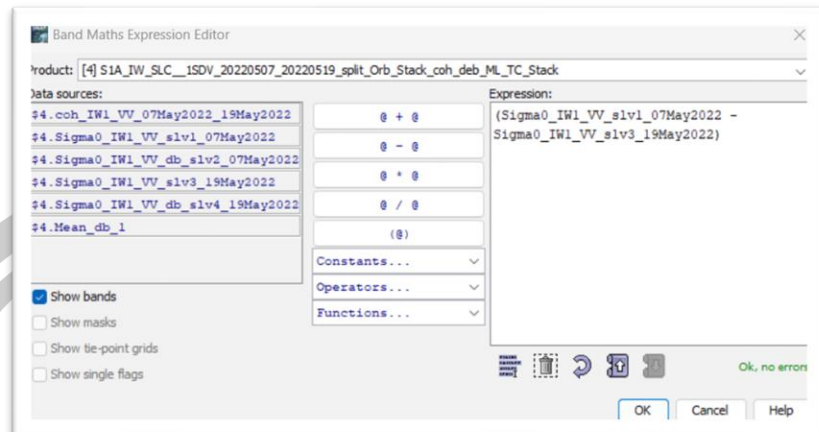 Band Maths Expression Editor
Product: [4] S1A_IW_SLC__1SDV_20220507_20220519_split_Orb_Stack_coh_deb_ML_TC_Stack
Data sources:
Expression:
$4.coh_IW1_VV_07May2022_19May2022
$4.Sigma0_IW1_VV_slv1_07May2022
$4.Sigma0_IW1_VV_db_slv2_07May2022
$4.Sigma0_IW1_VV_slv3_19May2022
$4.Sigma0_IW1_VV_db_slv4_19May2022
$4.Mean_db_1
@ + @
@ - @
@ * @
@ / @
(@)
Constants...
Operators...
Functions...
(Sigma0_IW1_VV_slv1_07May2022 -
Sigma0_IW1_VV_slv3_19May2022)
Show bands
Show masks
Show tie-point grids
Show single flags
Ok, no errors
OK Cancel Help